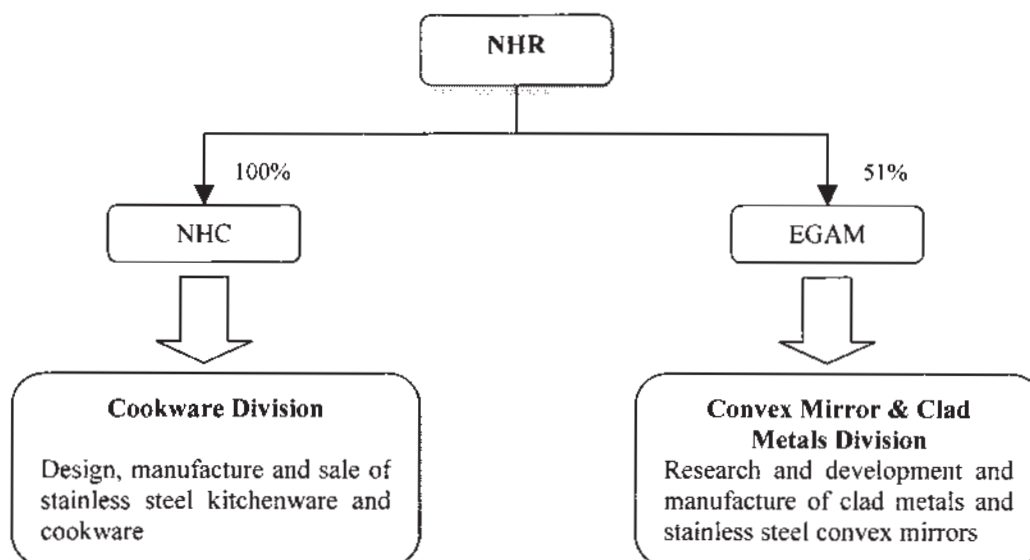 NHR
100%
51%
NHC
EGAM
Cookware Division
Design, manufacture and sale of
stainless steel kitchenware and
cookware
Convex Mirror & Clad
Metals Division
Research and development and
manufacture of clad metals and
stainless steel convex mirrors